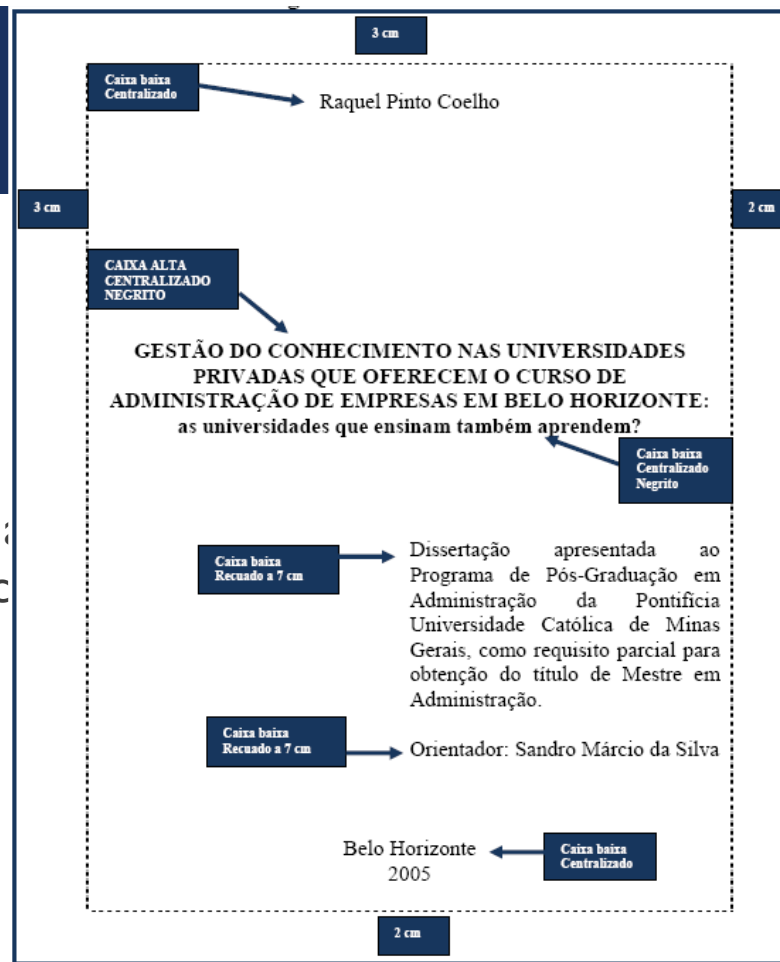 3 cm
Caixa baixa
Centralizado
Raquel Pinto Coelho
3 cm
2 cm
CAIXA ALTA
CENTRALIZADO
NEGRITO
GESTÃO DO CONHECIMENTO NAS UNIVERSIDADES
PRIVADAS QUE OFERECEM O CURSO DE
ADMINISTRAÇÃO DE EMPRESAS EM BELO HORIZONTE:
as universidades que ensinam também aprendem?
Caixa baixa
Centralizado
Negrito
Caixa baixa
Recuado a 7 cm
Dissertação apresentada ao
Programa de Pós-Graduação em
Administração da Pontifícia
Universidade Católica de Minas
Gerais, como requisito parcial para
obtenção do título de Mestre em
Administração.
Caixa baixa
Recuado a 7 cm
Orientador: Sandro Márcio da Silva
Belo Horizonte
2005
Caixa baixa
Centralizado
2 cm